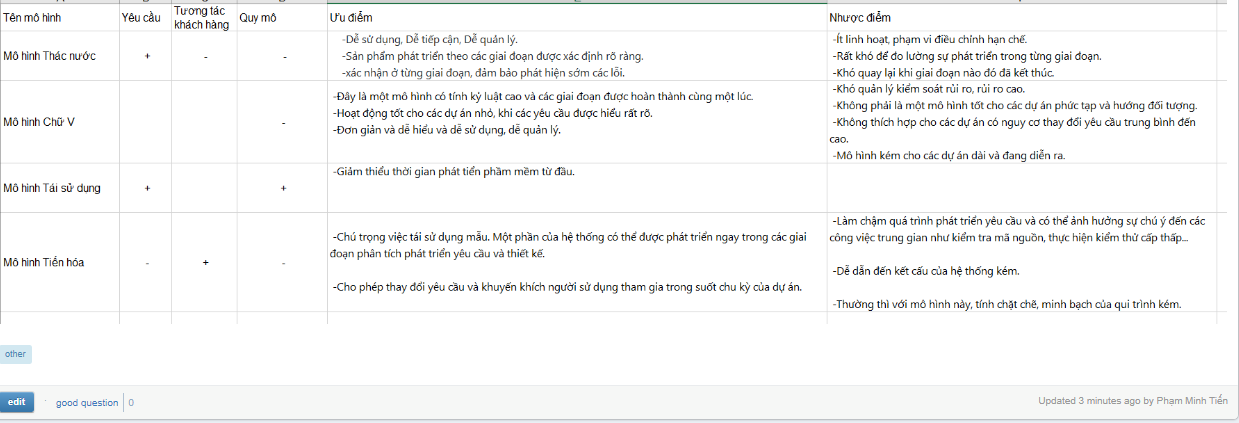 Tên mô hình Yêu cầu Tương tác khách hàng Quy mô Ưu điểm Nhược điểm
Mô hình Thác nước + - -
-Dễ sử dụng, Dễ tiếp cận, Dễ quản lý.
-Sản phẩm phát triển theo các giai đoạn được xác định rõ ràng.
-xác nhận ở từng giai đoạn, đảm bảo phát hiện sớm các lỗi.
-Ít linh hoạt, phạm vi điều chỉnh hạn chế.
-Rất khó để đo lường sự phát triển trong từng giai đoạn.
-Khó quay lại khi giai đoạn nào đó đã kết thúc.
Mô hình Chữ V -
-Đây là một mô hình có tính kỷ luật cao và các giai đoạn được hoàn thành cùng một lúc.
-Hoạt động tốt cho các dự án nhỏ, khi các yêu cầu được hiểu rất rõ.
-Đơn giản và dễ hiểu và dễ sử dụng, dễ quản lý.
-Khó quản lý kiểm soát rủi ro, rủi ro cao.
-Không phải là một mô hình tốt cho các dự án phức tạp và hướng đối tượng.
-Không thích hợp cho các dự án có nguy cơ thay đổi yêu cầu trung bình đến
cao.
-Mô hình kém cho các dự án dài và đang diễn ra.
Mô hình Tái sử dụng + +
-Giảm thiểu thời gian phát tiển phầm mềm từ đầu.
Mô hình Tiến hóa - + -
-Chú trọng việc tái sử dụng mẫu. Một phần của hệ thống có thể được phát triển ngay trong các giai
đoạn phân tích phát triển yêu cầu và thiết kế.
-Cho phép thay đổi yêu cầu và khuyến khích người sử dụng tham gia trong suốt chu kỳ của dự án.
-Làm chậm quá trình phát triển yêu cầu và có thể ảnh hưởng sự chú ý đến các
công việc trung gian như kiểm tra mã nguồn, thực hiện kiểm thử cấp thấp...
-Dễ dẫn đến kết cấu của hệ thống kém.
-Thường thì với mô hình này, tính chặt chẽ, minh bạch của qui trình kém.
other
edit · good question 0
Updated 3 minutes ago by Phạm Minh Tiến